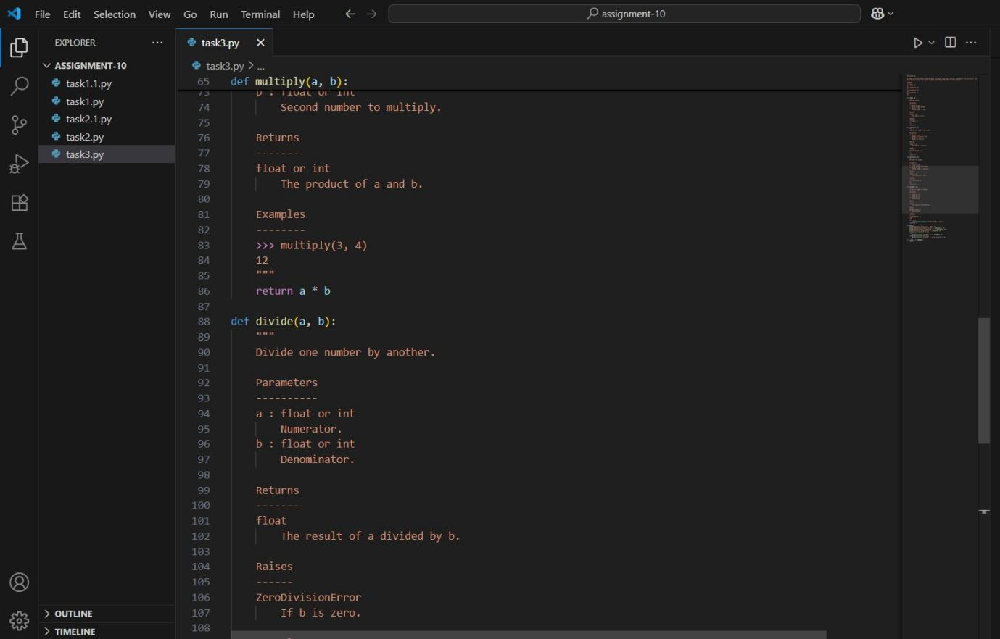 File Edit Selection View Go Run Terminal Help
assignment-10
EXPLORER
ASSIGNMENT-10
task1.1.py
task1.py
task2.1.py
task2.py
task3.py
OUTLINE
TIMELINE
task3.py
task3.py > ...
65 def multiply(a, b):
73 b : float or int
74 Second number to multiply.
75
76 Returns
77 -------
78 float or int
79 The product of a and b.
80
81 Examples
82 --------
83 >>> multiply(3, 4)
84 12
85 """
86 return a * b
87
88 def divide(a, b):
89 """
90 Divide one number by another.
91
92 Parameters
93 ----------
94 a : float or int
95 Numerator.
96 b : float or int
97 Denominator.
98
99 Returns
100 -------
101 float
102 The result of a divided by b.
103
104 Raises
105 ------
106 ZeroDivisionError
107 If b is zero.
108